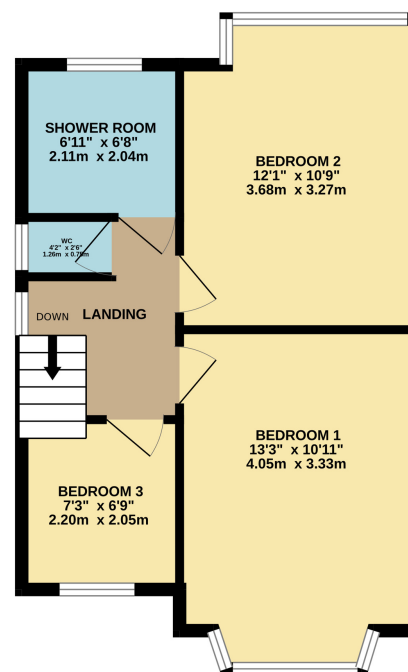 SHOWER ROOM
6'11" x 6'8"
2.11m x 2.04m
BEDROOM 2
12'1" x 10'9"
3.68m x 3.27m
WC
4'2" x 2'6"
1.26m x 0.75m
DOWN
LANDING
BEDROOM 1
13'3" x 10'11"
4.05m x 3.33m
BEDROOM 3
7'3" x 6'9"
2.20m x 2.05m